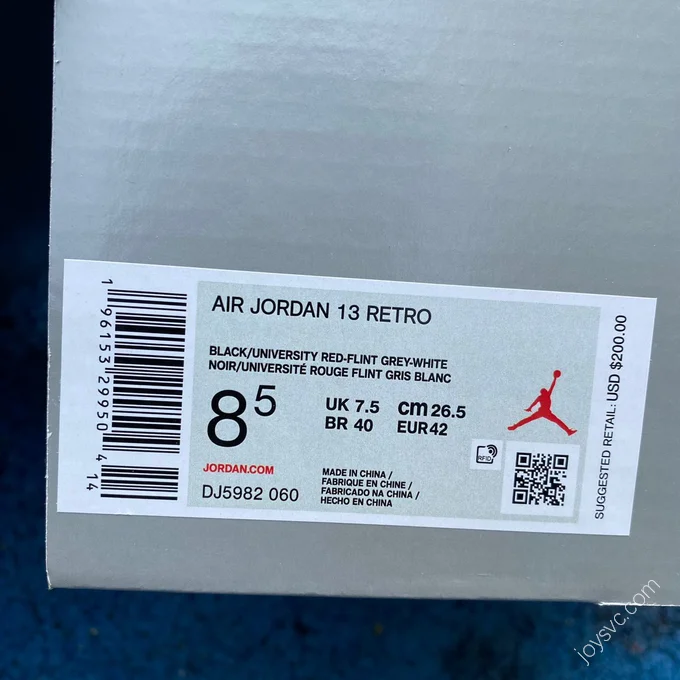 AIR JORDAN 13 RETRO
BLACK/UNIVERSITY RED-FLINT GREY-WHITE
NOIR/UNIVERSITÉ ROUGE FLINT GRIS BLANC
8 5
UK 7.5 cm 26.5
BR 40 EUR 42
JORDAN.COM
DJ5982 060
MADE IN CHINA /
FABRIQUE EN CHINE /
FABRICADO NA CHINA /
HECHO EN CHINA
RFID
SUGGESTED RETAIL: USD $200.00
1 96153 29950 4 14
joysvc.com